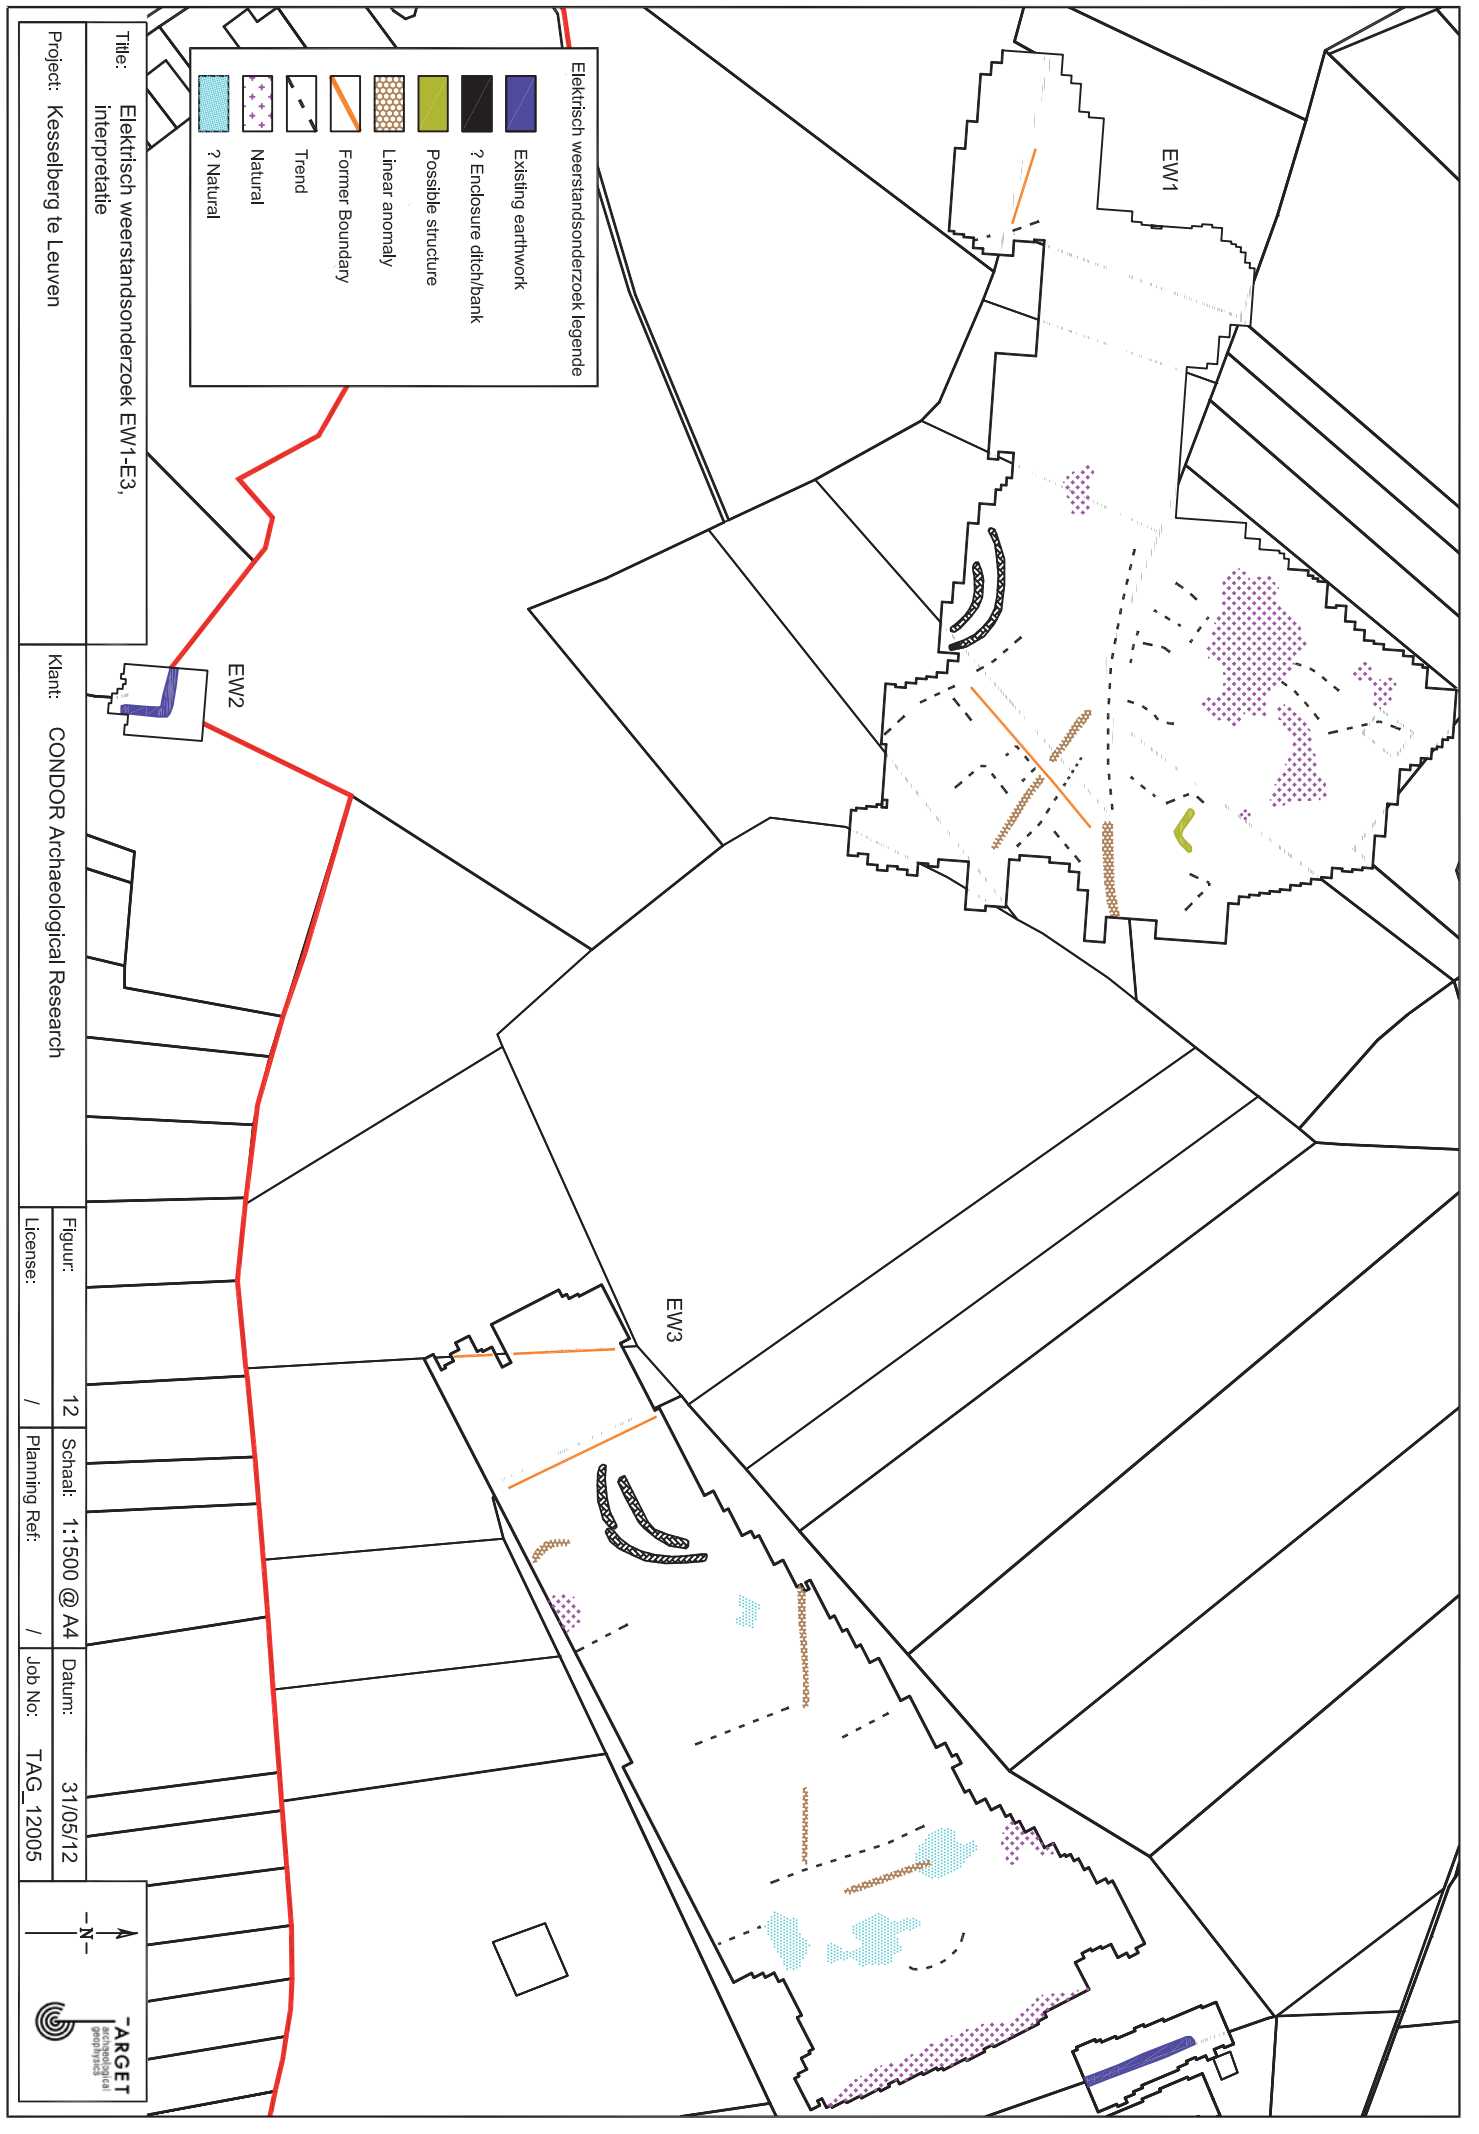 EW1
EW2
EW3
Elektrisch weerstandsonderzoek legende
Existing earthwork
? Enclosure ditch/bank
Possible structure
Linear anomaly
Former Boundary
Trend
Natural
? Natural
Title: Elektrisch weerstandsonderzoek EW1-E3,
interpretatie
Project: Kesselberg te Leuven
Klant: CONDOR Archaeological Research
Figuur: 12
Schaal: 1:1500 @ A4
Datum: 31/05/12
License: /
Planning Ref: /
Job No: TAG_12005
-N-
TARGET
archaeological
geophysics